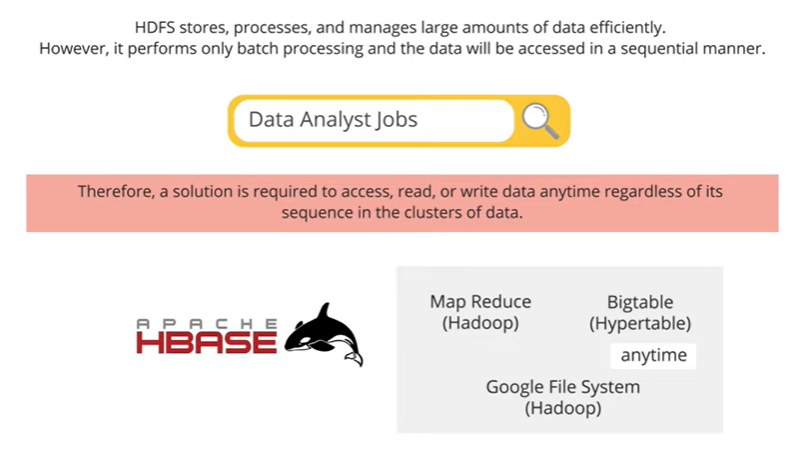 HDFS stores, processes, and manages large amounts of data efficiently.
However, it performs only batch processing and the data will be accessed in a sequential manner.
Data Analyst Jobs
Therefore, a solution is required to access, read, or write data anytime regardless of its
sequence in the clusters of data.
APACHE
HBASE
Map Reduce
(Hadoop)
Bigtable
(Hypertable)
anytime
Google File System
(Hadoop)